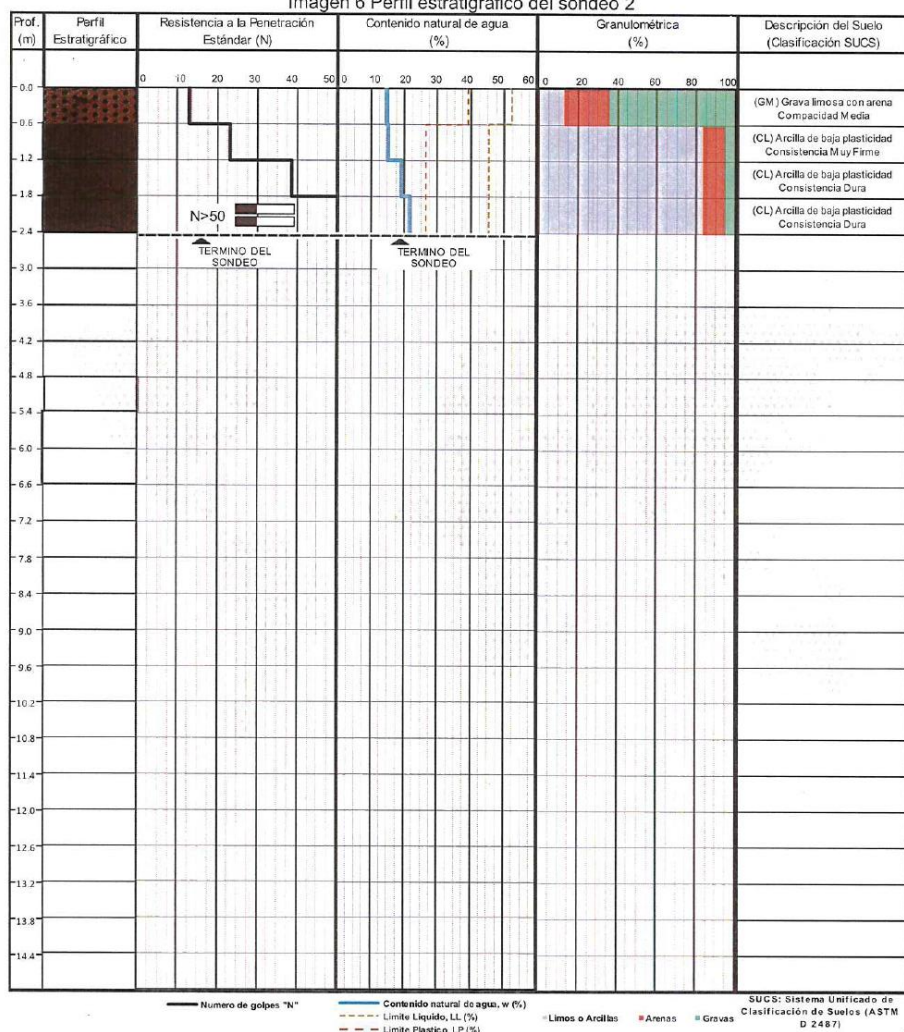 Imagen 6 Perfil estratigráfico del sondeo 2
Prof. (m)
Perfil Estratigráfico
Resistencia a la Penetración Estándar (N)
Contenido natural de agua (%)
Granulométrica (%)
Descripción del Suelo (Clasificación SUCS)
0 10 20 30 40 50
0 10 20 30 40 50 60
0 20 40 60 80 100
0.0
0.6
1.2
1.8
2.4
3.0
3.6
4.2
4.8
5.4
6.0
6.6
7.2
7.8
8.4
9.0
9.6
10.2
10.8
11.4
12.0
12.6
13.2
13.8
14.4
N>50
TERMINO DEL
SONDEO
TERMINO DEL
SONDEO
(GM) Grava limosa con arena
Compacidad Media
(CL) Arcilla de baja plasticidad
Consistencia Muy Firme
(CL) Arcilla de baja plasticidad
Consistencia Dura
(CL) Arcilla de baja plasticidad
Consistencia Dura
Numero de golpes "N"
Contenido natural de agua, w (%)
Limite Liquido, LL (%)
Limite Plastico, LP (%)
Limos o Arcillas
Arenas
Gravas
SUCS: Sistema Unificado de
Clasificación de Suelos (ASTM
D 2487)